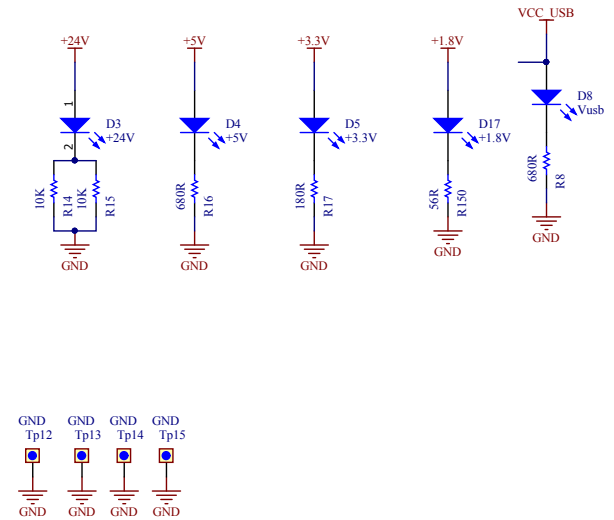 VCC_USB
+24V
+5V
+3.3V
+1.8V
1
D3
+24V
2
D4
+5V
D5
+3.3V
D17
+1.8V
D8
Vusb
10K
R14
10K
R15
680R
R16
180R
R17
56R
R150
680R
R8
GND
GND
GND
GND
GND
GND
Tp12
GND
Tp13
GND
Tp14
GND
Tp15
GND
GND
GND
GND